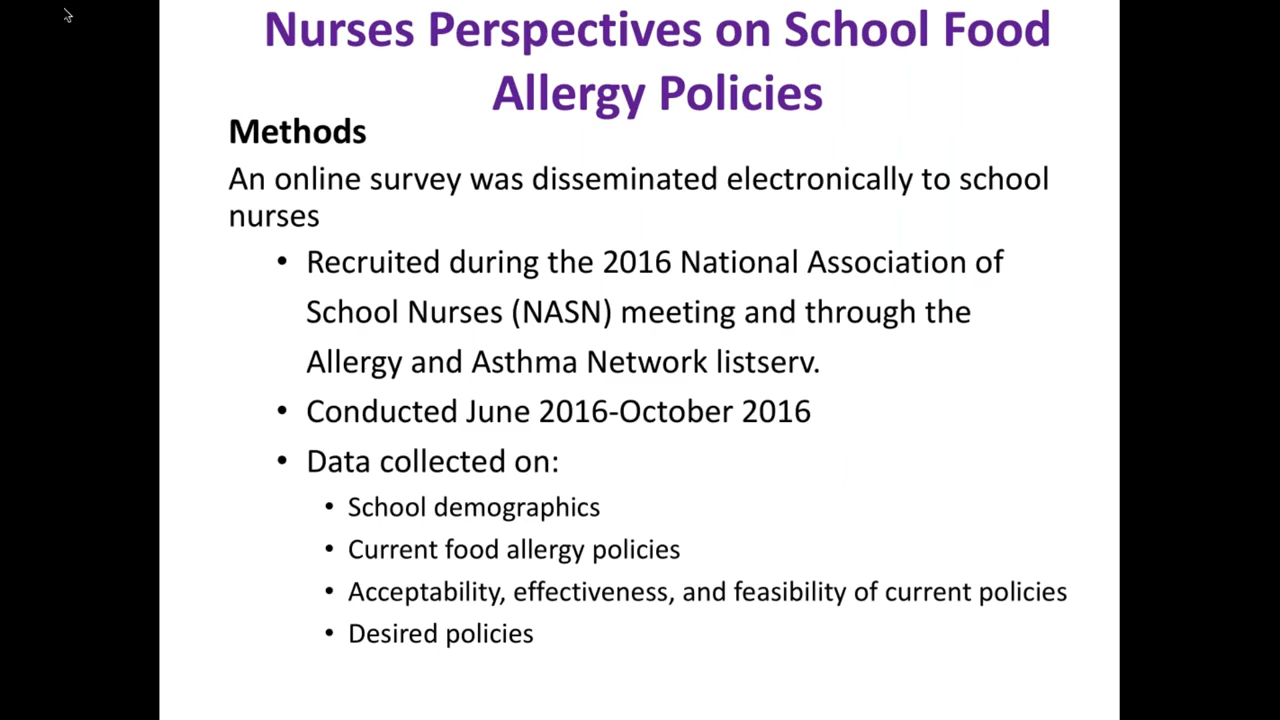 Nurses Perspectives on School Food
Allergy Policies
Methods
An online survey was disseminated electronically to school
nurses
• Recruited during the 2016 National Association of
School Nurses (NASN) meeting and through the
Allergy and Asthma Network listserv.
• Conducted June 2016-October 2016
• Data collected on:
• School demographics
• Current food allergy policies
• Acceptability, effectiveness, and feasibility of current policies
• Desired policies